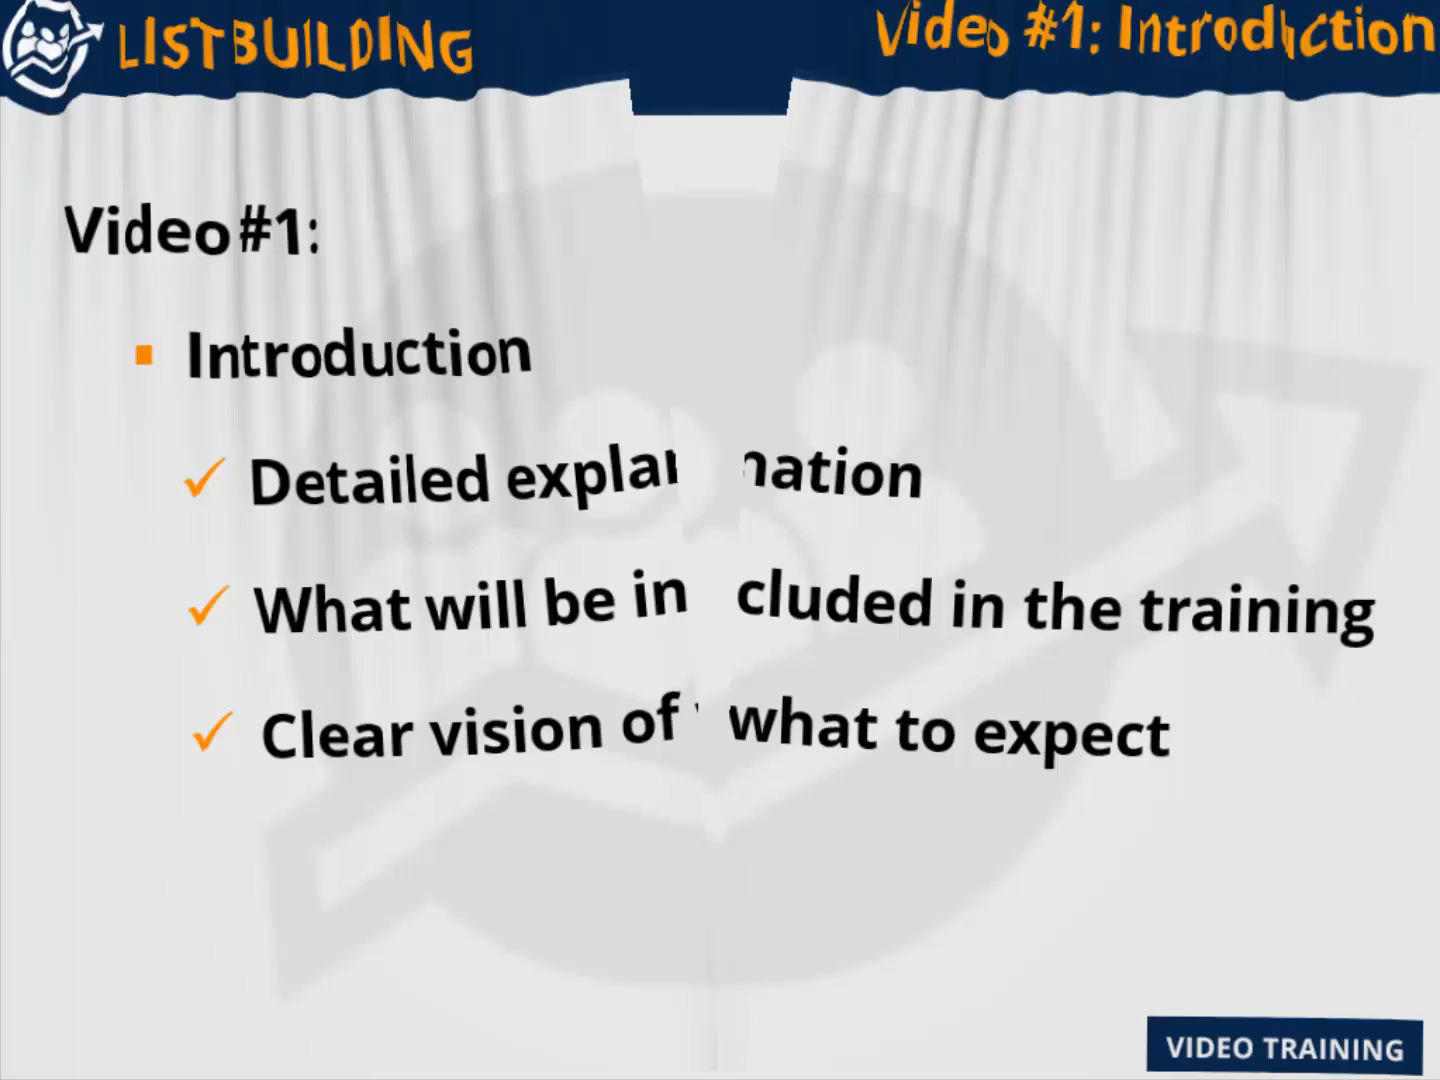 LISTBUILDING
Video #1: Introduction
Video #1:
Introduction
Detailed explanation
What will be included in the training
Clear vision of what to expect
VIDEO TRAINING